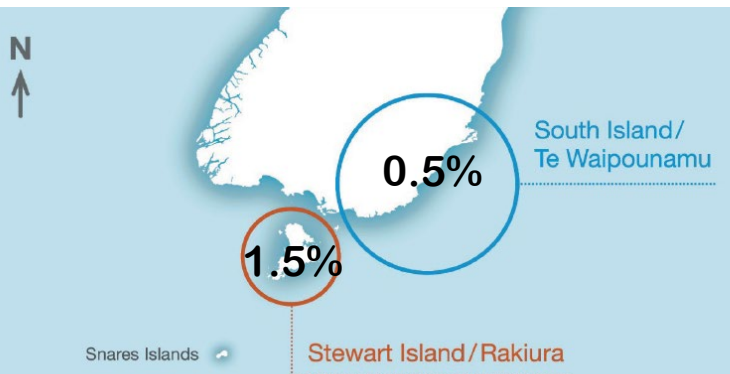 N
South Island/
Te Waipounamu
0.5%
1.5%
Snares Islands
Stewart Island/Rakiura